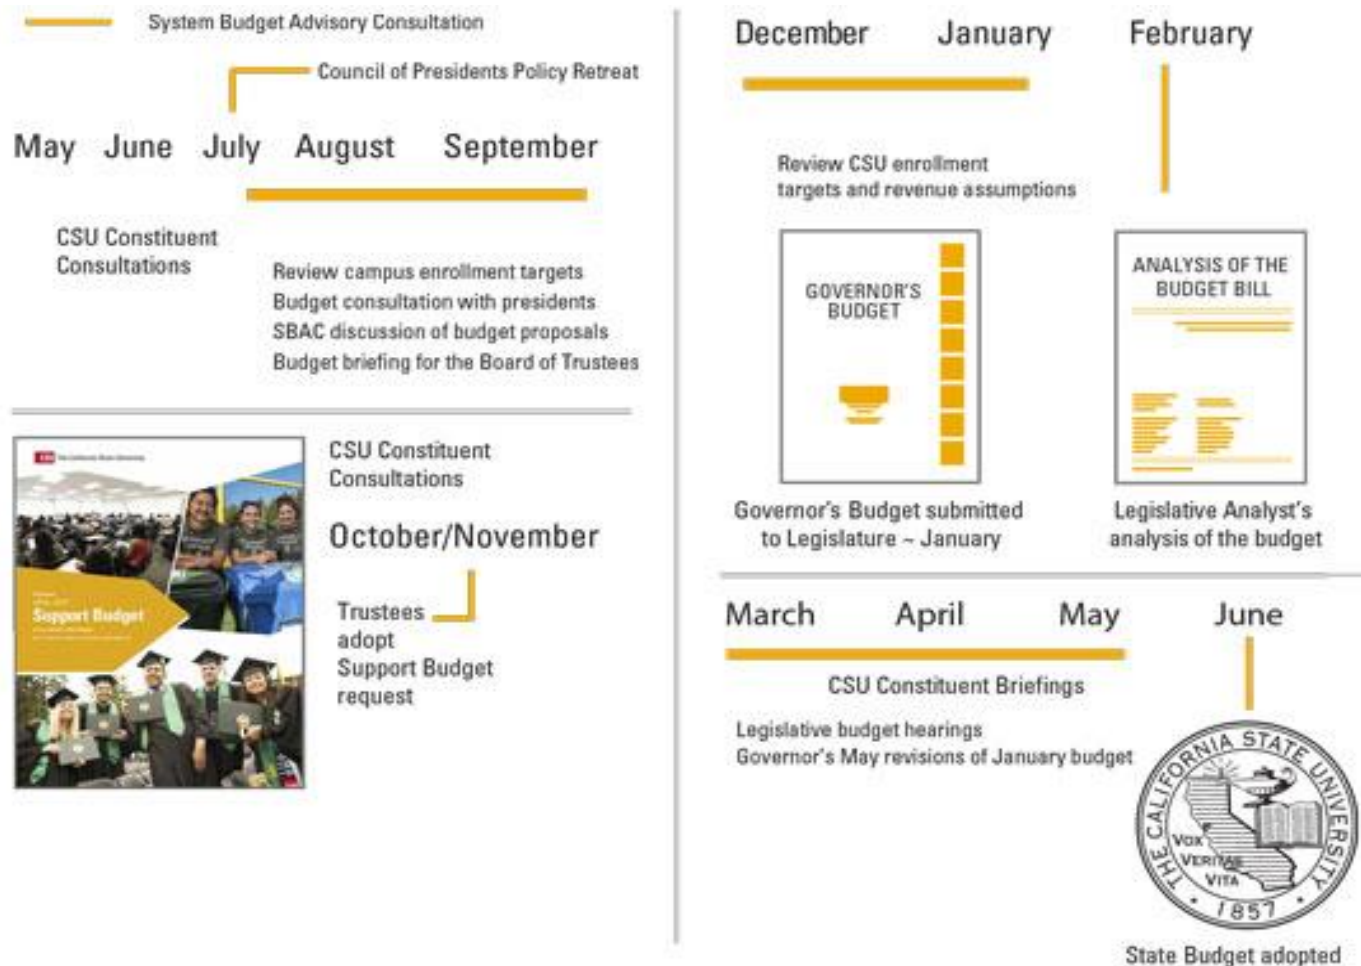 System Budget Advisory Consultation
Council of Presidents Policy Retreat
May June July August September
CSU Constituent
Consultations
Review campus enrollment targets
Budget consultation with presidents
SBAC discussion of budget proposals
Budget briefing for the Board of Trustees
The California State University
Support Budget
CSU Constituent
Consultations
October/November
Trustees
adopt
Support Budget
request
December January February
Review CSU enrollment
targets and revenue assumptions
GOVERNOR'S
BUDGET
ANALYSIS OF THE
BUDGET BILL
Governor's Budget submitted
to Legislature ~ January
Legislative Analyst's
analysis of the budget
March April May June
CSU Constituent Briefings
Legislative budget hearings
Governor's May revisions of January budget
THE CALIFORNIA STATE UNIVERSITY
VOX
VERITAS
VITA
1857
State Budget adopted